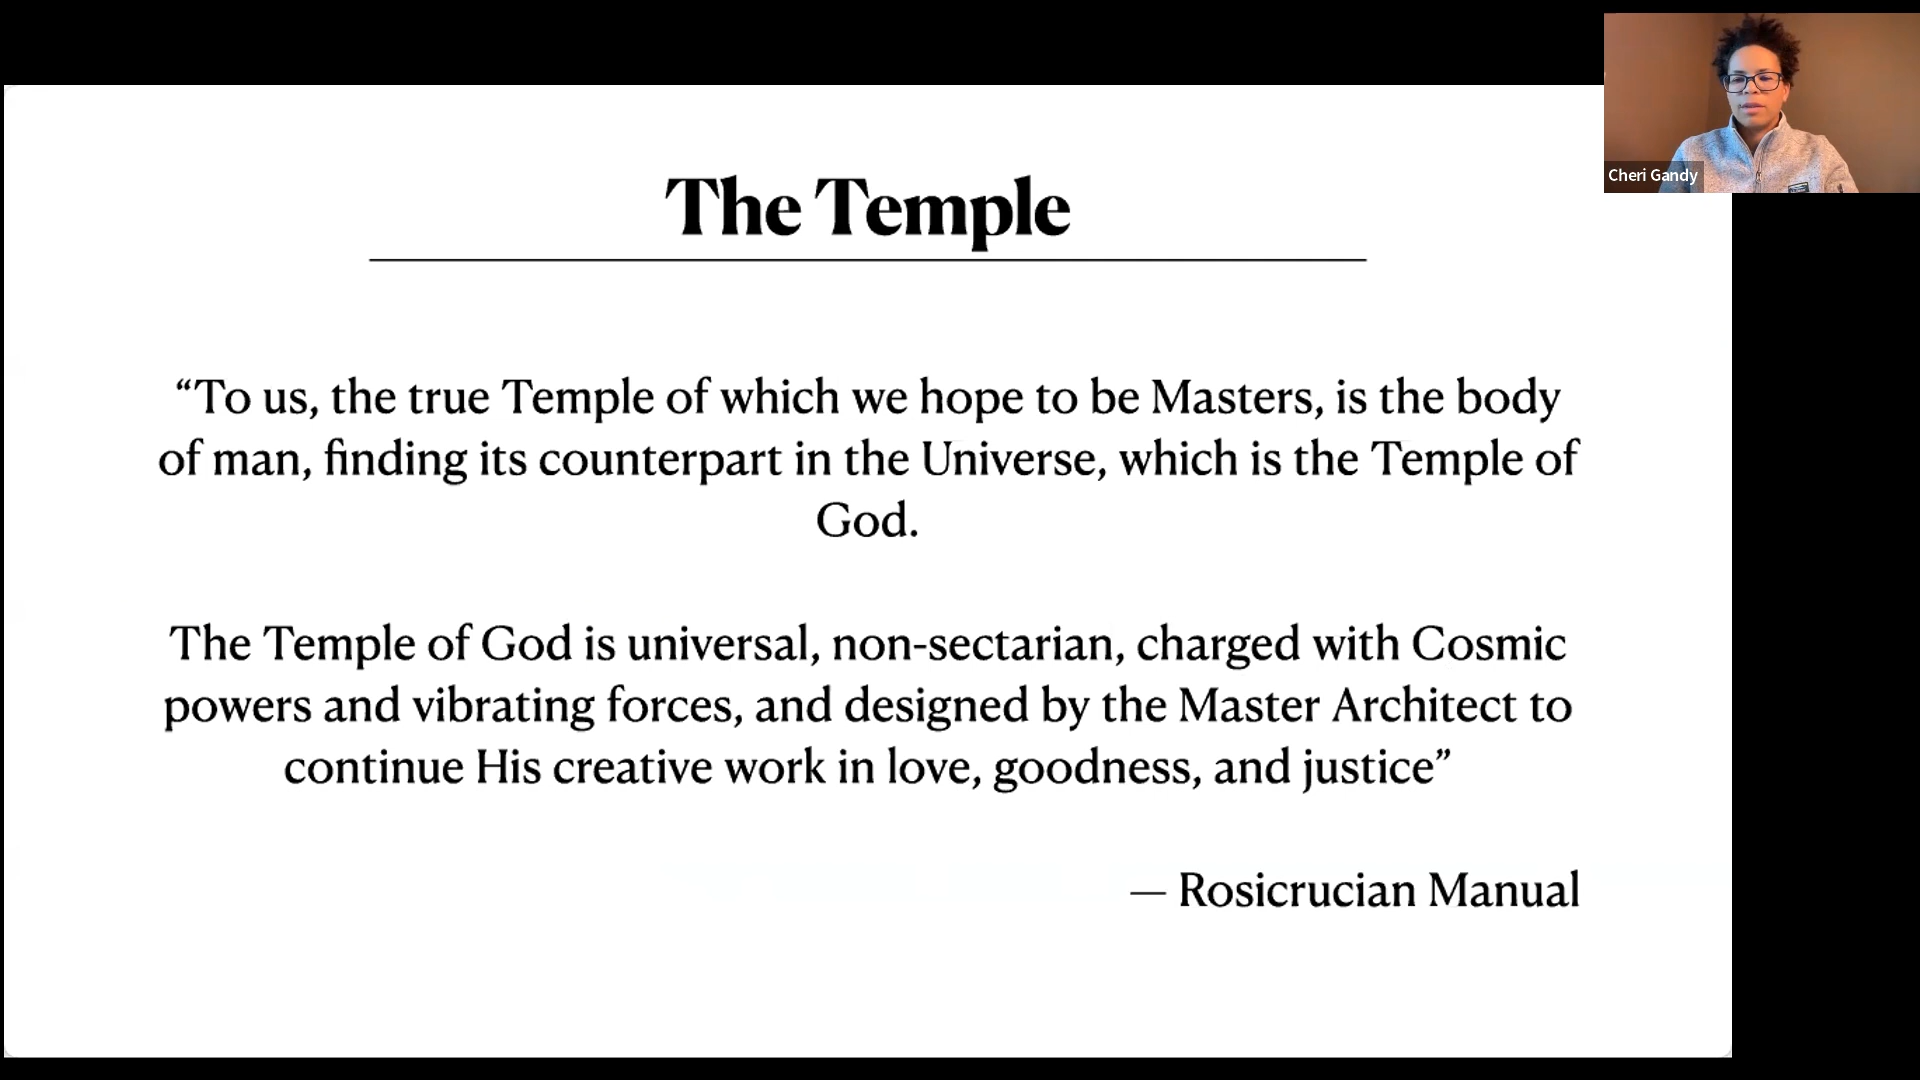 The Temple
“To us, the true Temple of which we hope to be Masters, is the body
of man, finding its counterpart in the Universe, which is the Temple of
God.
The Temple of God is universal, non-sectarian, charged with Cosmic
powers and vibrating forces, and designed by the Master Architect to
continue His creative work in love, goodness, and justice”
— Rosicrucian Manual
Cheri Gandy